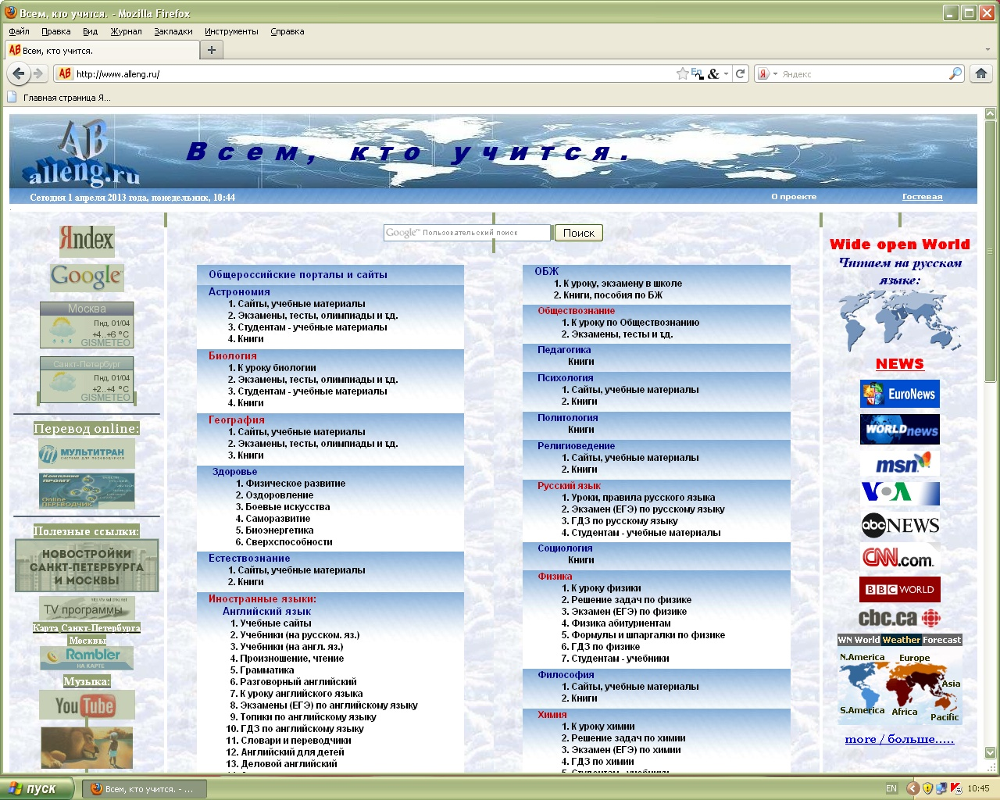 Всем, кто учится. - Mozilla Firefox
Файл Правка Вид Журнал Закладки Инструменты Справка
Всем, кто учится.
http://www.alleng.ru/
Яндекс
Главная страница Я...
АВ
alleng.ru
Всем, кто учится.
Сегодня 1 апреля 2013 года, понедельник, 10:44
О проекте
Гостевая
Яndex
Google
Москва
Пнд, 01/04
+4..+6 °C
GISMETEO
Санкт-Петербург
Пнд, 01/04
+2..+4 °C
GISMETEO
Перевод online:
МУЛЬТИТРАН
Компания ПРОМТ
Online ПЕРЕВОДЧИК
Полезные ссылки:
НОВОСТРОЙКИ
САНКТ-ПЕТЕРБУРГА
И МОСКВЫ
TV программы
Карта Санкт-Петербурга
Москвы
Rambler
НА КАРТЕ
Музыка:
YouTube
Google™ Пользовательский поиск
Поиск
Общероссийские порталы и сайты
Астрономия
1. Сайты, учебные материалы
2. Экзамены, тесты, олимпиады и т.д.
3. Студентам - учебные материалы
4. Книги
Биология
1. К уроку биологии
2. Экзамены, тесты, олимпиады и т.д.
3. Студентам - учебные материалы
4. Книги
География
1. Сайты, учебные материалы
2. Экзамены, тесты, олимпиады и т.д.
3. Книги
Здоровье
1. Физическое развитие
2. Оздоровление
3. Боевые искусства
4. Саморазвитие
5. Биоэнергетика
6. Сверхспособности
Естествознание
1. Сайты, учебные материалы
2. Книги
Иностранные языки:
Английский язык
1. Учебные сайты
2. Учебники (на русском. яз.)
3. Учебники (на англ. яз.)
4. Произношение, чтение
5. Грамматика
6. Разговорный английский
7. К уроку английского языка
8. Экзамены (ЕГЭ) по английскому языку
9. Топики по английскому языку
10. ГДЗ по английскому языку
11. Словари и переводчики
12. Английский для детей
13. Деловой английский
ОБЖ
1. К уроку, экзамену в школе
2. Книги, пособия по БЖ
Обществознание
1. К уроку по Обществознанию
2. Экзамены, тесты и т.д.
Педагогика
Книги
Психология
1. Сайты, учебные материалы
2. Книги
Политология
Книги
Религиоведение
1. Сайты, учебные материалы
2. Книги
Русский язык
1. Уроки, правила русского языка
2. Экзамен (ЕГЭ) по русскому языку
3. ГДЗ по русскому языку
4. Студентам - учебные материалы
Социология
Книги
Физика
1. К уроку физики
2. Решение задач по физике
3. Экзамен (ЕГЭ) по физике
4. Физика абитуриентам
5. Формулы и шпаргалки по физике
6. ГДЗ по физике
7. Студентам - учебники
Философия
1. Сайты, учебные материалы
2. Книги
Химия
1. К уроку химии
2. Решение задач по химии
3. Экзамен (ЕГЭ) по химии
4. ГДЗ по химии
5. Студентам - учебники
Wide open World
Читаем на русском
языке:
NEWS
EuroNews
WORLDnews
msn
VOA
abc NEWS
CNN.com
BBC WORLD
cbc.ca
WN World Weather Forecast
N.America Europe
Asia
S.America Africa
Pacific
more / больше.....
пуск
Всем, кто учится. - ...
EN
10:45